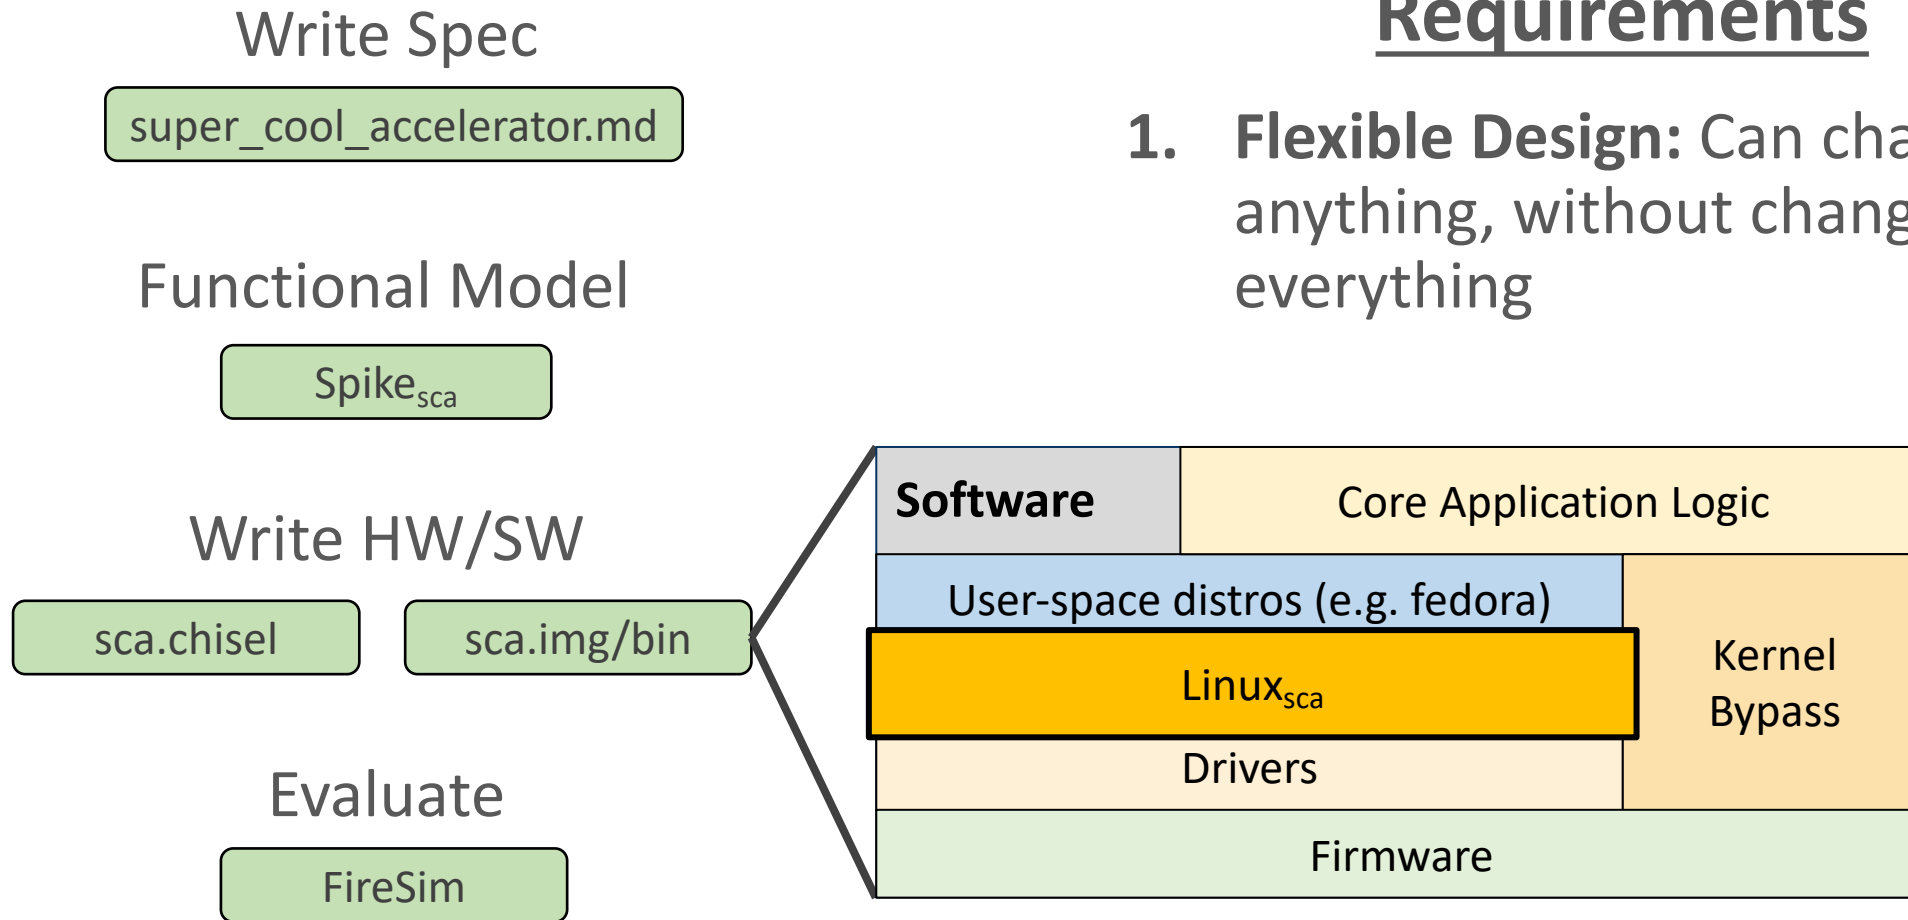 Write Spec
super_cool_accelerator.md
Functional Model
Spikesca
Write HW/SW
sca.chisel
sca.img/bin
Evaluate
FireSim
Requirements
1. Flexible Design: Can cha
anything, without chang
everything
Software
Core Application Logic
User-space distros (e.g. fedora)
Linuxsca
Drivers
Kernel
Bypass
Firmware